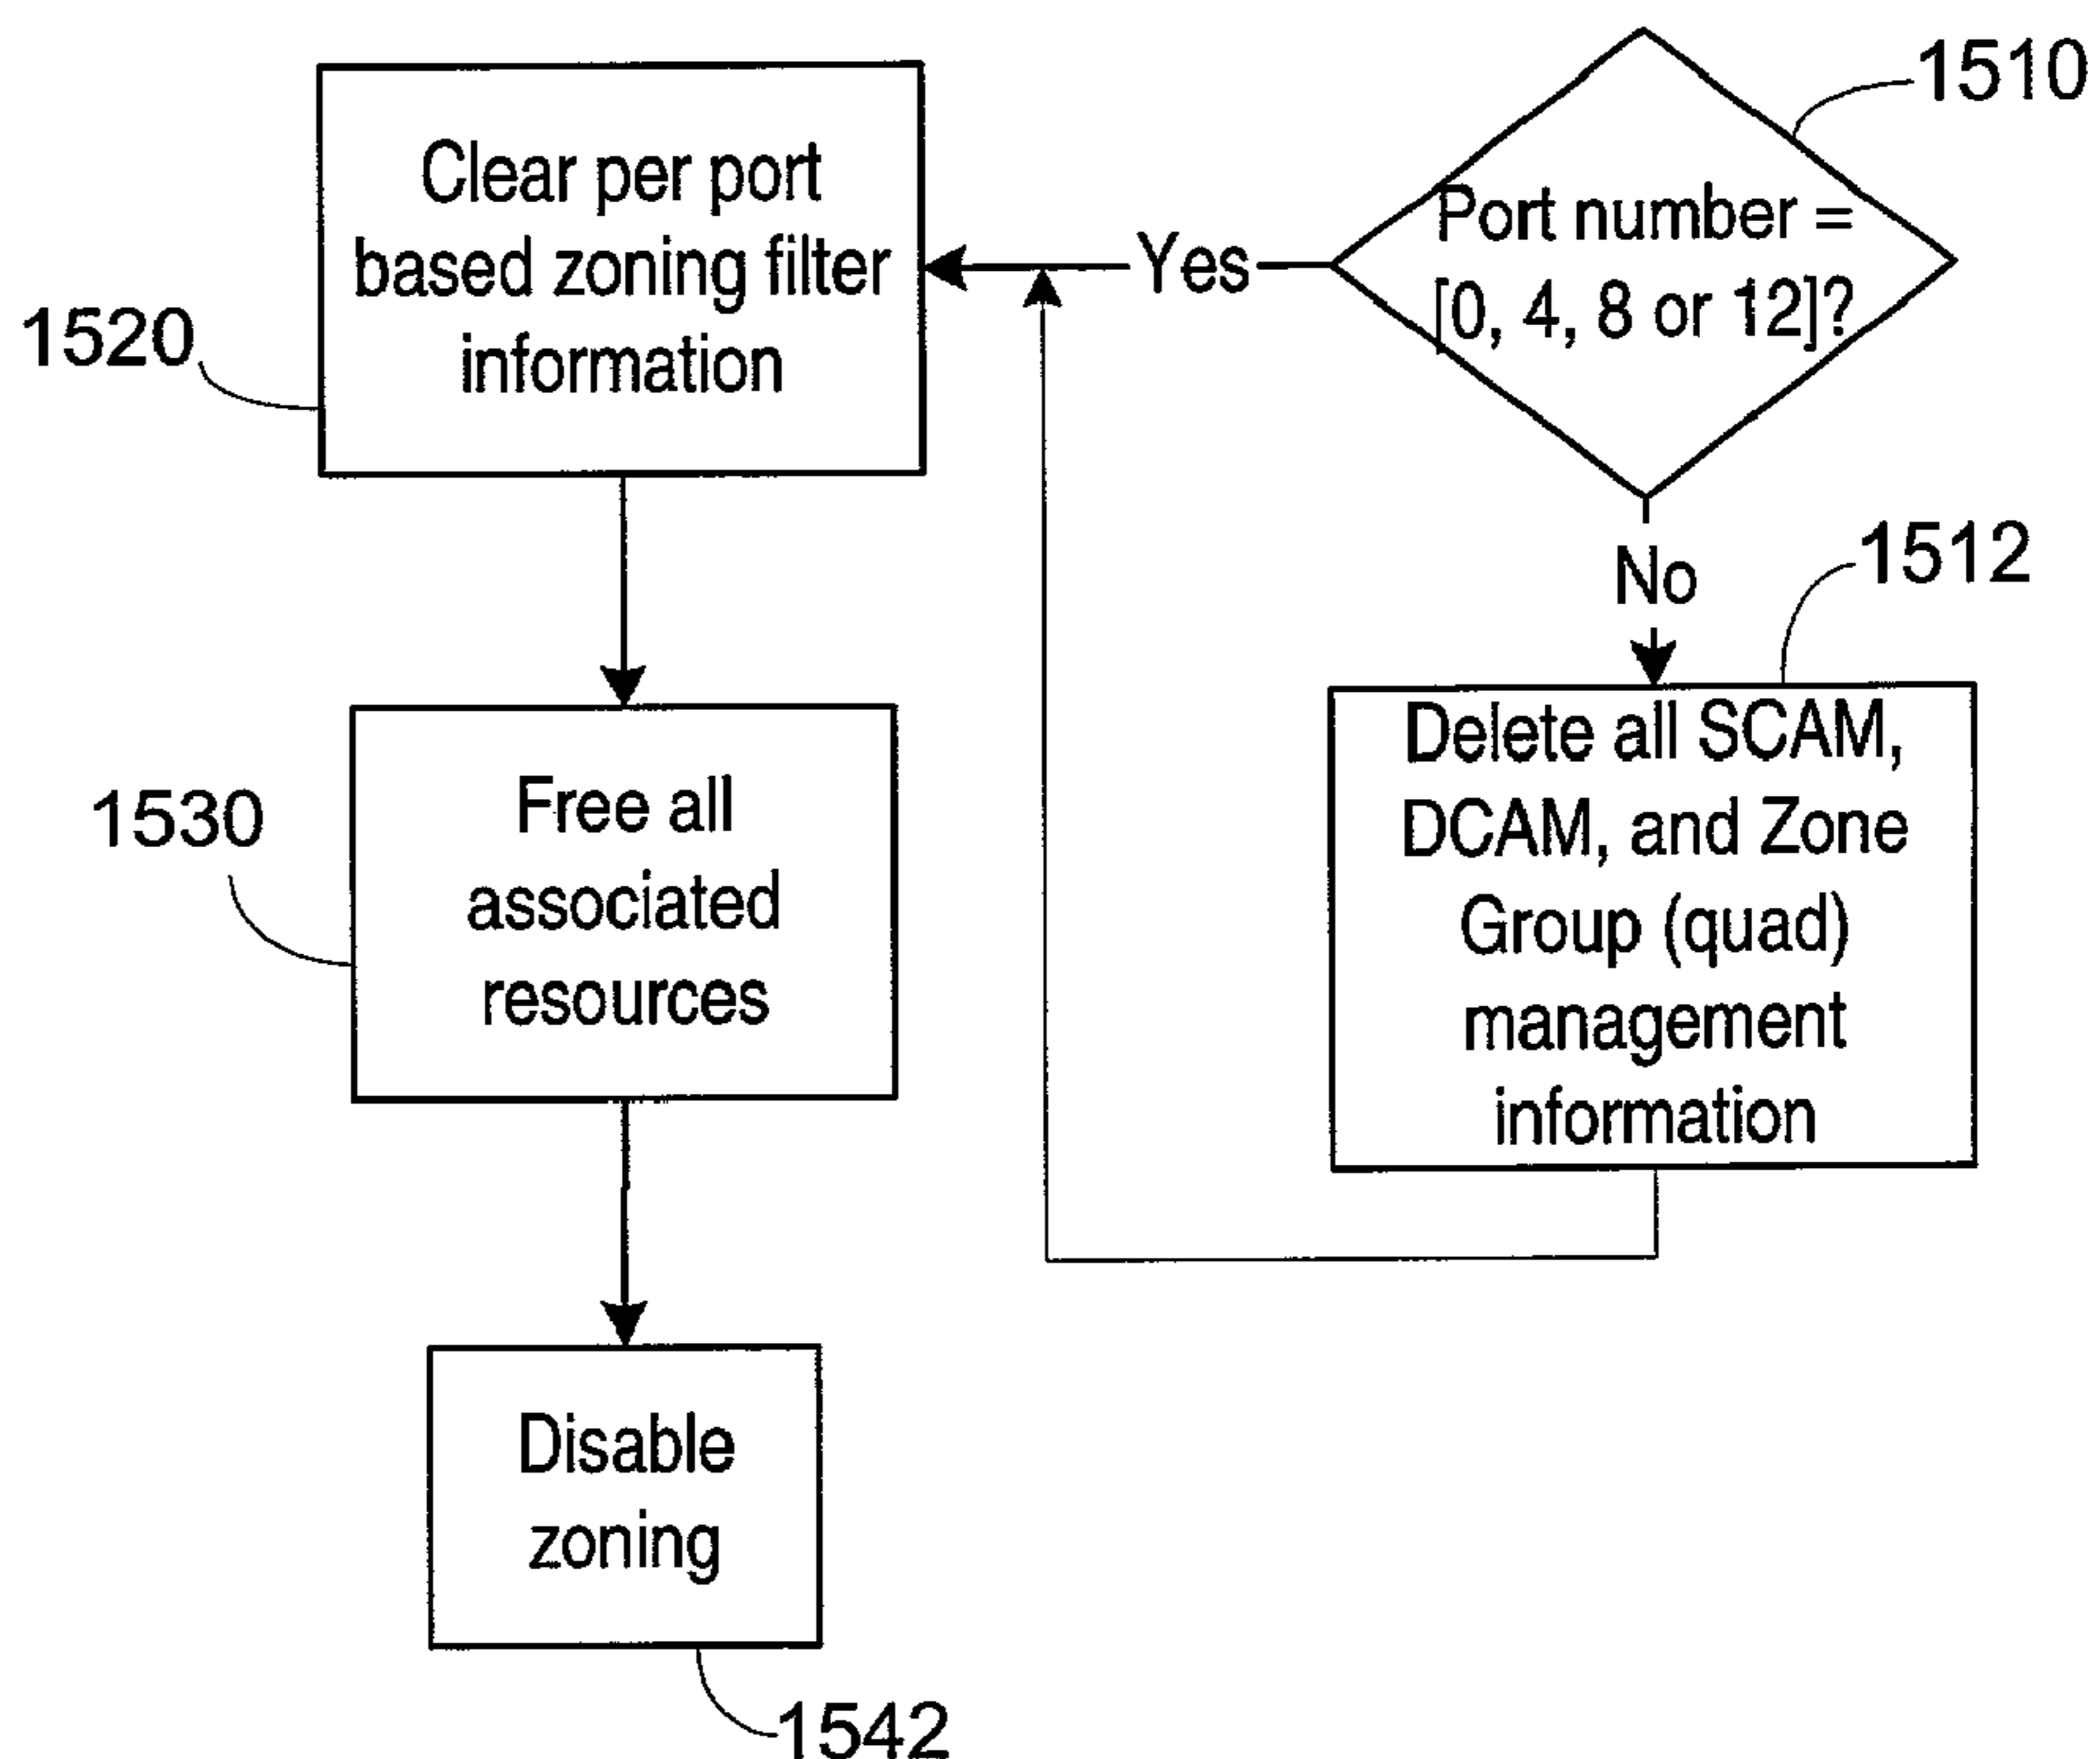 1510
Port number =
[0, 4, 8 or 12]?
Yes
No
1512
Delete all SCAM,
DCAM, and Zone
Group (quad)
management
information
Clear per port
based zoning filter
information
1520
Free all
associated
resources
1530
Disable
zoning
1542